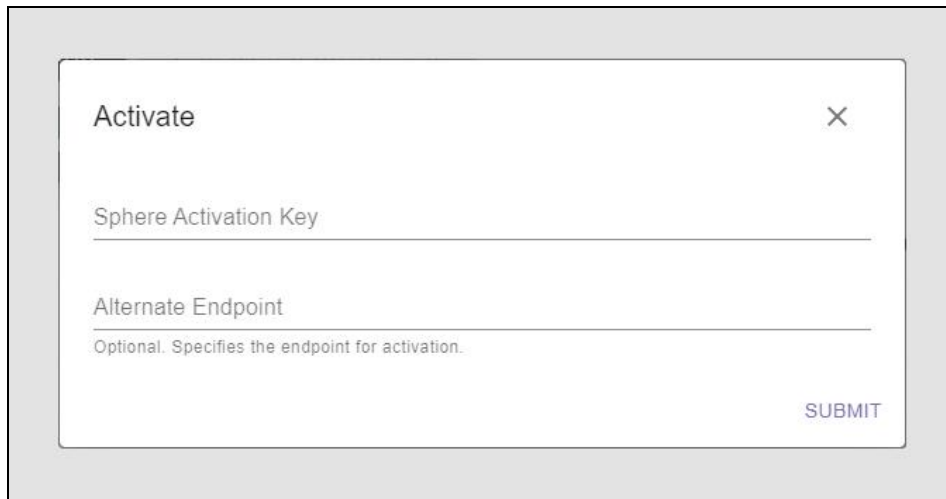 Activate
Sphere Activation Key
Alternate Endpoint
Optional. Specifies the endpoint for activation.
SUBMIT